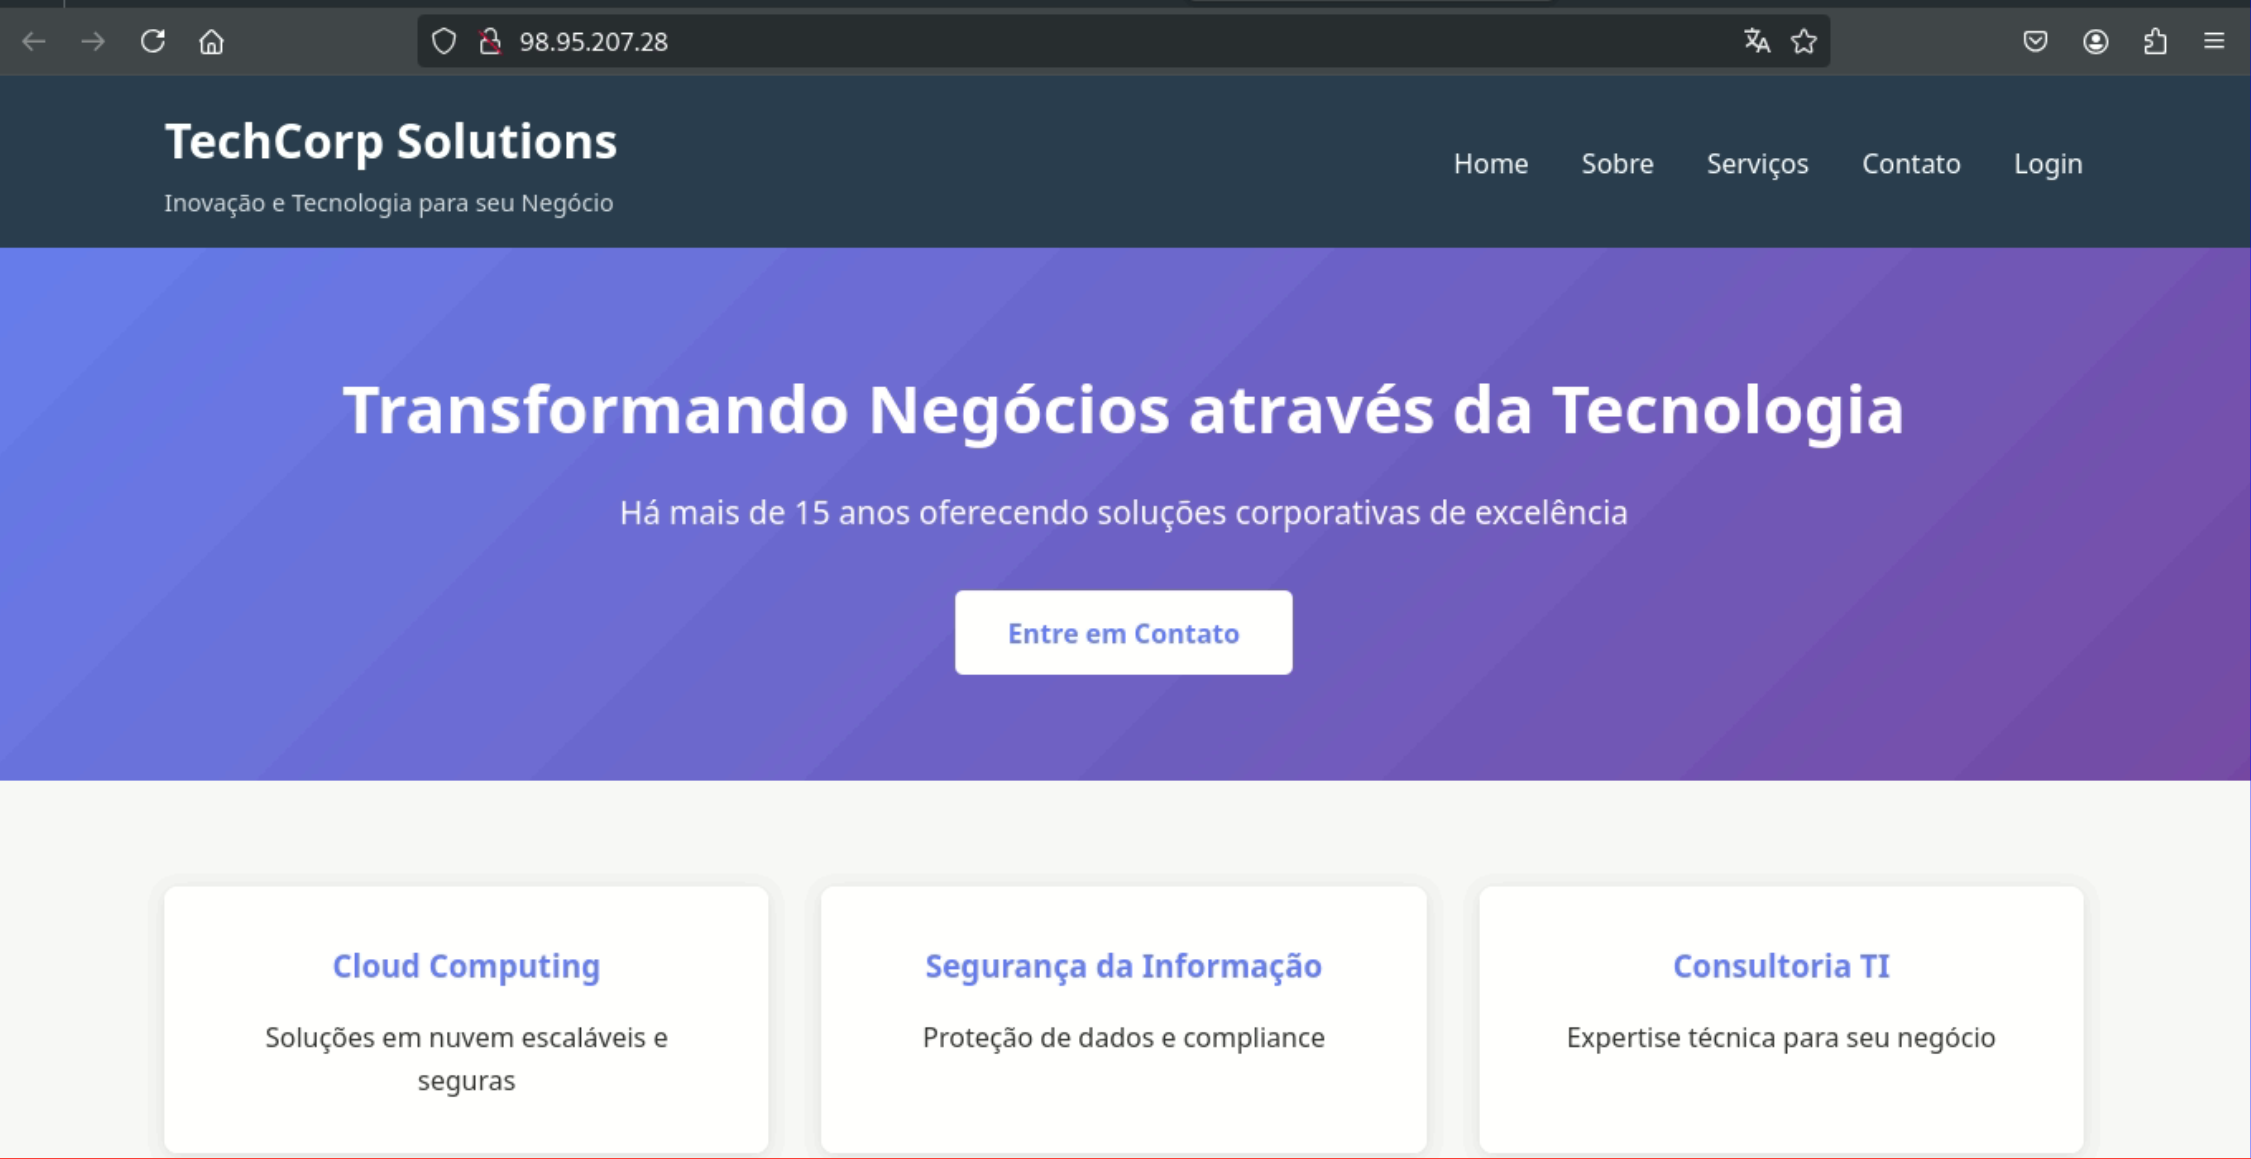 98.95.207.28
TechCorp Solutions
Inovação e Tecnologia para seu Negócio
Home Sobre Serviços Contato Login
Transformando Negócios através da Tecnologia
Há mais de 15 anos oferecendo soluções corporativas de excelência
Entre em Contato
Cloud Computing
Soluções em nuvem escaláveis e
seguras
Segurança da Informação
Proteção de dados e compliance
Consultoria TI
Expertise técnica para seu negócio